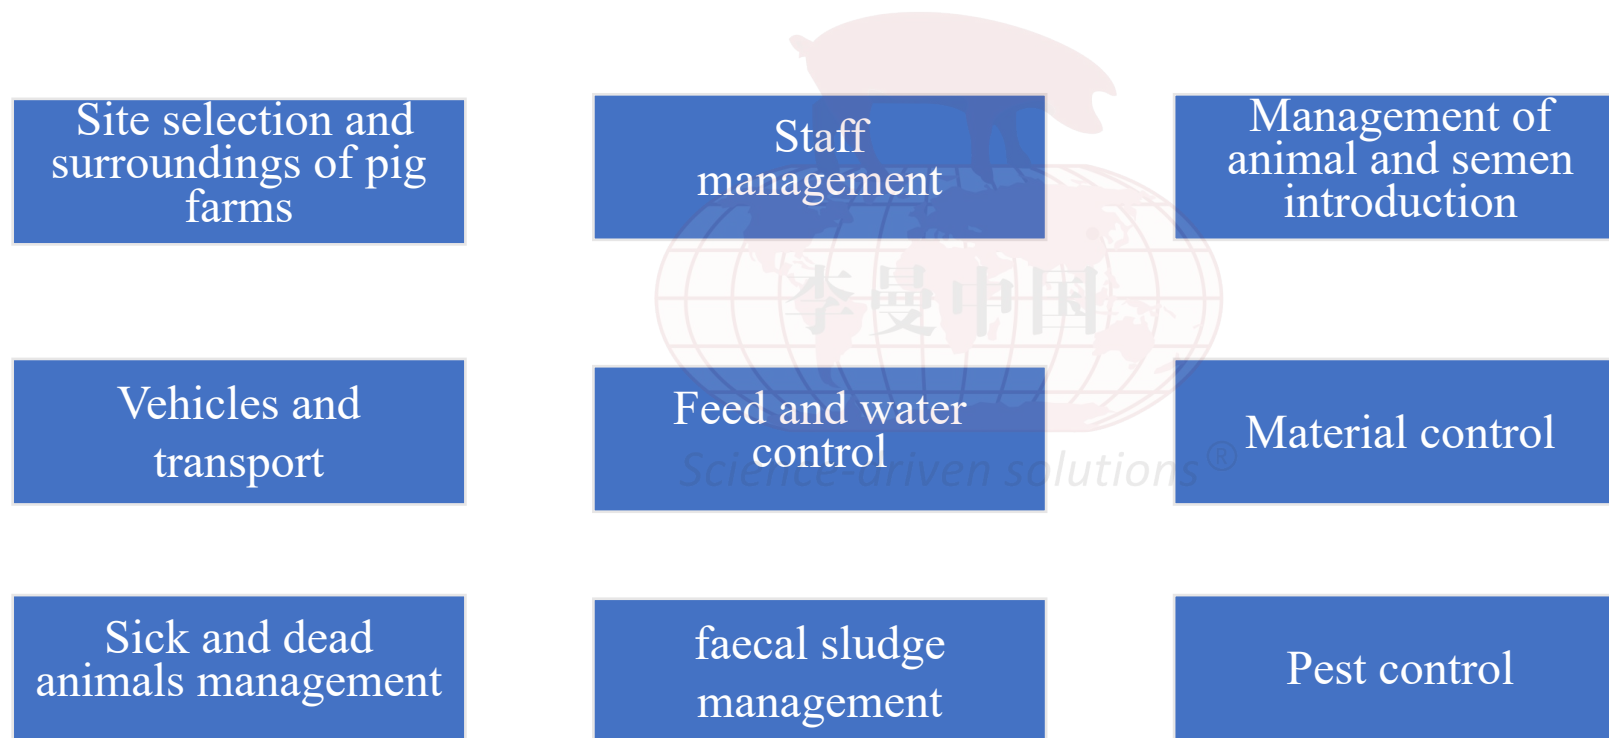 Site selection and
surroundings of pig
farms
Staff
management
Management of
animal and semen
introduction
李曼中国
Vehicles and
transport
Feed and water
control
Material control
Science-driven solutions®
Sick and dead
animals management
faecal sludge
management
Pest control